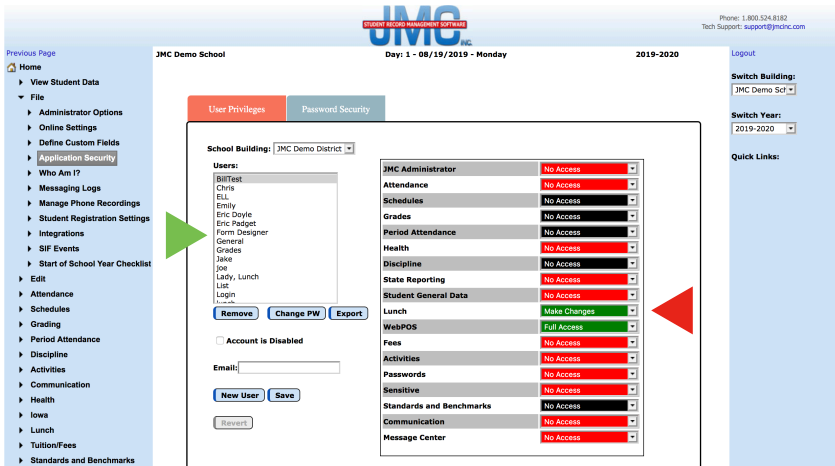 STUDENT RECORD MANAGEMENT SOFTWARE
JMC INC.
Phone: 1.800.524.8182
Tech Support: support@jmcinc.com
Previous Page
JMC Demo School
Day: 1 - 08/19/2019 - Monday
2019-2020
Logout
Home
View Student Data
File
Administrator Options
Online Settings
Define Custom Fields
Application Security
Who Am I?
Messaging Logs
Manage Phone Recordings
Student Registration Settings
Integrations
SIF Events
Start of School Year Checklist
Edit
Attendance
Schedules
Grading
Period Attendance
Discipline
Activities
Communication
Health
Iowa
Lunch
Tuition/Fees
Standards and Benchmarks
User Privileges
Password Security
School Building: JMC Demo District
Users:
BillTest
Chris
ELL
Emily
Eric Doyle
Eric Padget
Form Designer
General
Grades
Jake
joe
Lady, Lunch
List
Login
Remove
Change PW
Export
Account is Disabled
Email:
New User
Save
Revert
JMC Administrator No Access
Attendance No Access
Schedules No Access
Grades No Access
Period Attendance No Access
Health No Access
Discipline No Access
State Reporting No Access
Student General Data No Access
Lunch Make Changes
WebPOS Full Access
Fees No Access
Activities No Access
Passwords No Access
Sensitive No Access
Standards and Benchmarks No Access
Communication No Access
Message Center No Access
Switch Building:
JMC Demo Sch
Switch Year:
2019-2020
Quick Links: